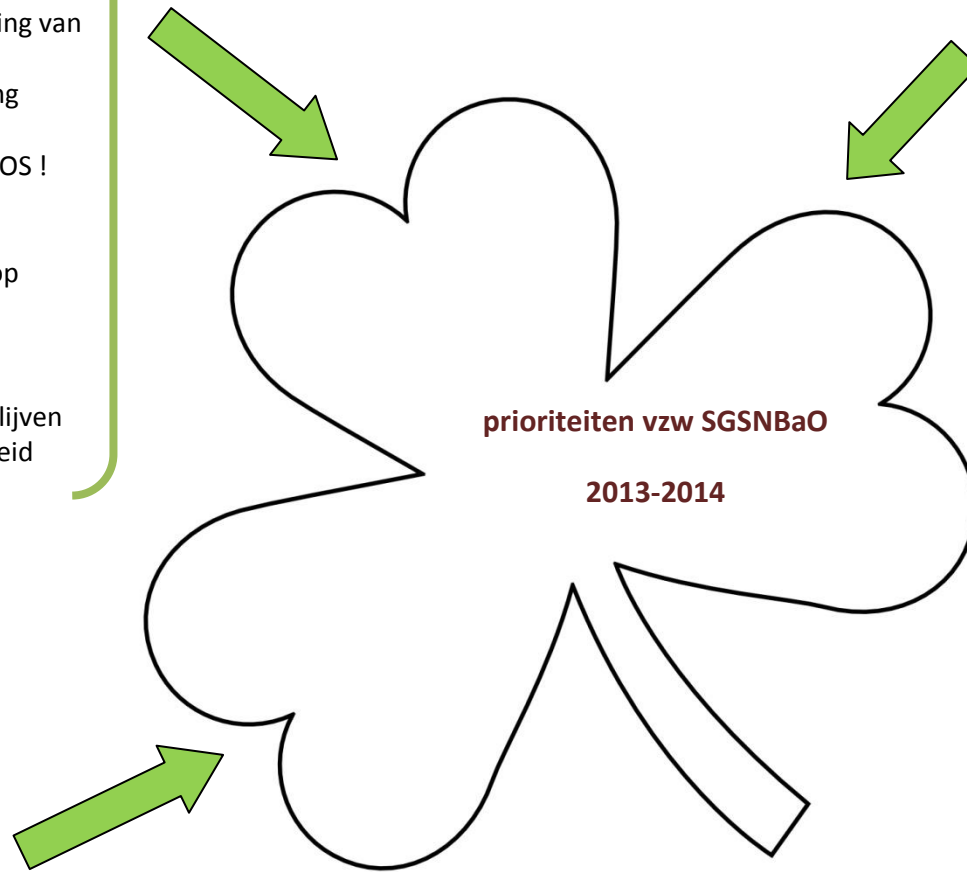 ing van
ng
OS !
op
lijven
eid
prioriteiten vzw SGSNBaO
2013-2014